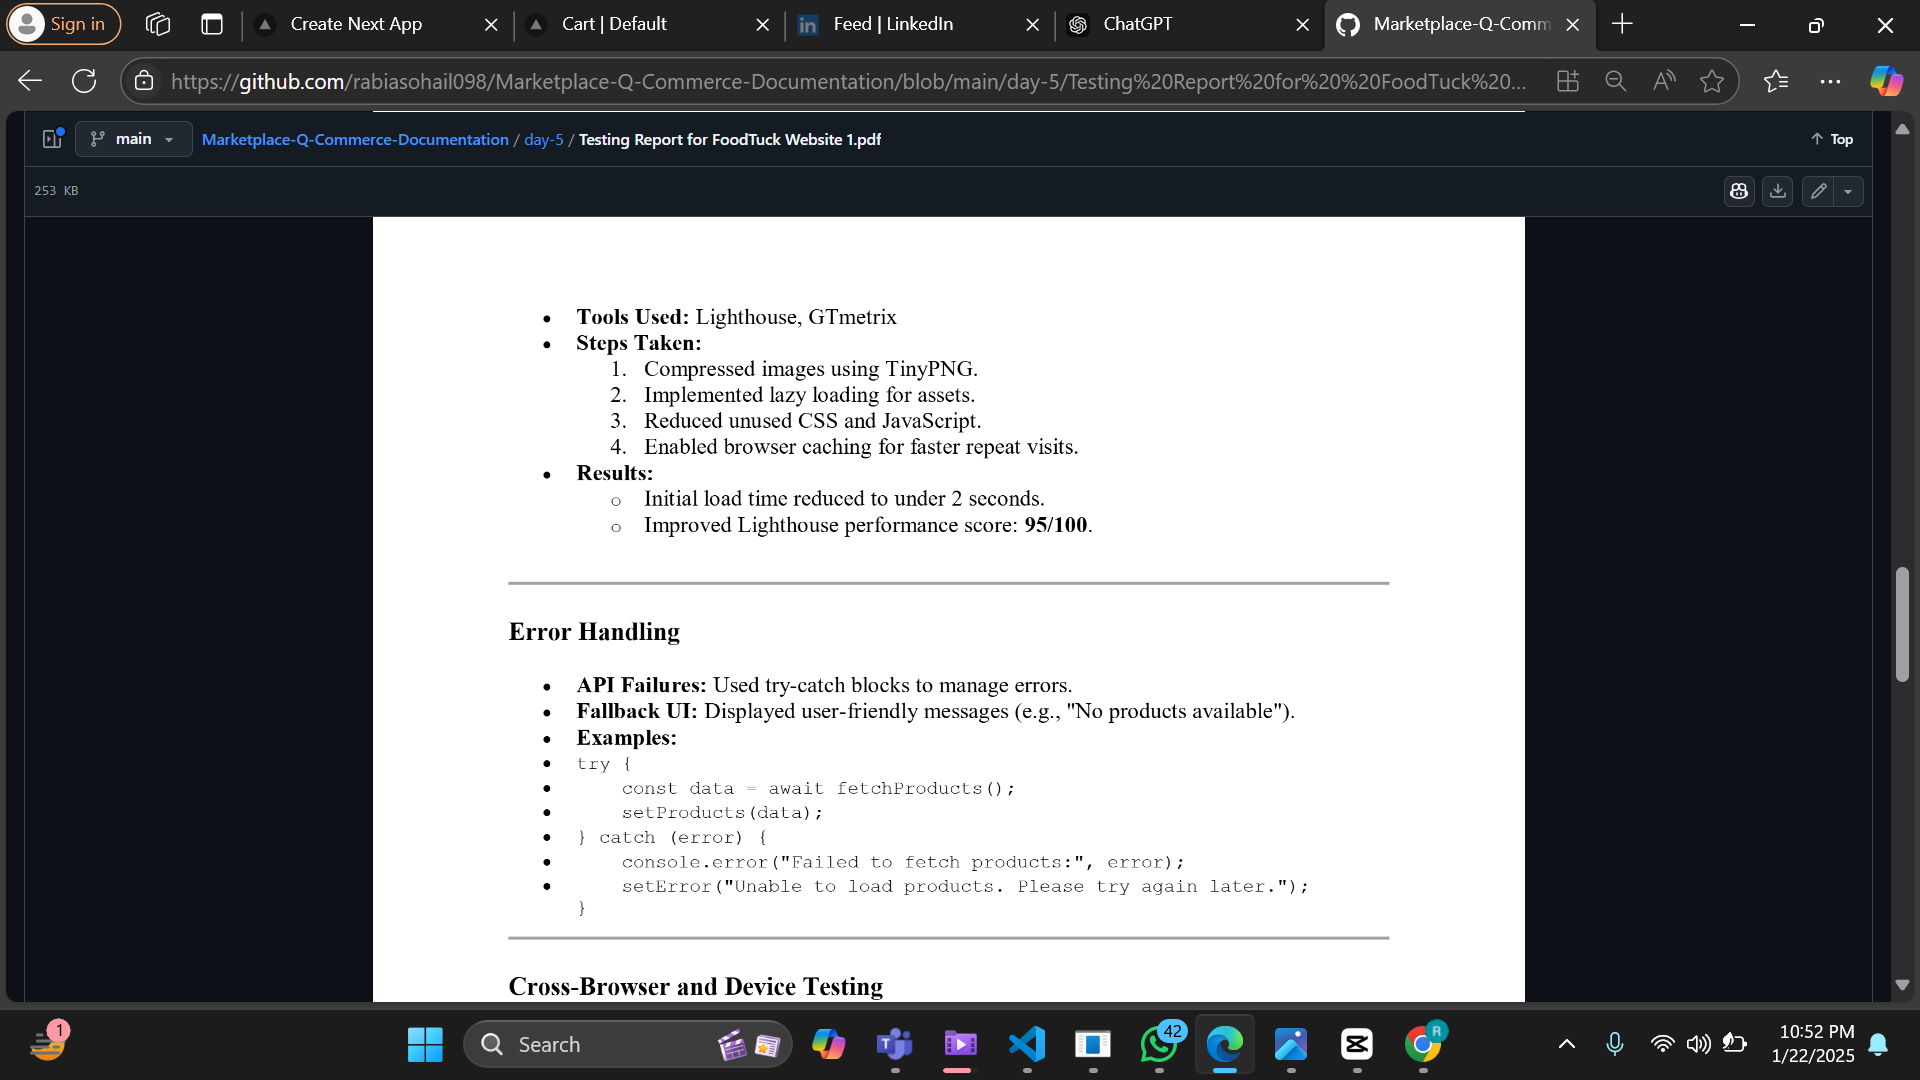 Sign in
Create Next App
Cart | Default
Feed | LinkedIn
ChatGPT
Marketplace-Q-Comm
https://github.com/rabiasohail098/Marketplace-Q-Commerce-Documentation/blob/main/day-5/Testing%20Report%20for%20%20FoodTuck%20...
main
Marketplace-Q-Commerce-Documentation / day-5 / Testing Report for FoodTuck Website 1.pdf
Top
253 KB
• Tools Used: Lighthouse, GTmetrix
• Steps Taken:
1. Compressed images using TinyPNG.
2. Implemented lazy loading for assets.
3. Reduced unused CSS and JavaScript.
4. Enabled browser caching for faster repeat visits.
• Results:
○ Initial load time reduced to under 2 seconds.
○ Improved Lighthouse performance score: 95/100.
Error Handling
• API Failures: Used try-catch blocks to manage errors.
• Fallback UI: Displayed user-friendly messages (e.g., "No products available").
• Examples:
• try {
• const data = await fetchProducts();
• setProducts(data);
• } catch (error) {
• console.error("Failed to fetch products:", error);
• setError("Unable to load products. Please try again later.");
}
Cross-Browser and Device Testing
1
Search
42
R
10:52 PM
1/22/2025